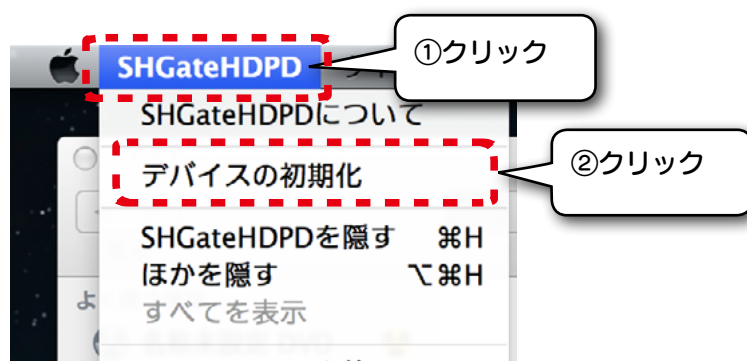 SHGateHDPD
①クリック
SHGateHDPDについて
デバイスの初期化
②クリック
SHGateHDPDを隠す ⌘H
ほかを隠す ⌥⌘H
すべてを表示
よ